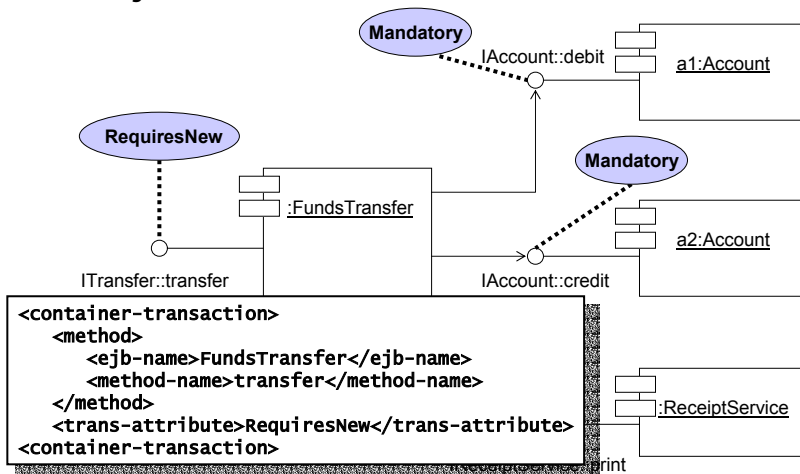 Mandatory
IAccount::debit
a1:Account
RequiresNew
Mandatory
:FundsTransfer
a2:Account
ITransfer::transfer
IAccount::credit
<container-transaction>
<method>
<ejb-name>FundsTransfer</ejb-name>
<method-name>transfer</method-name>
</method>
<trans-attribute>RequiresNew</trans-attribute>
<container-transaction>
:ReceiptService
print